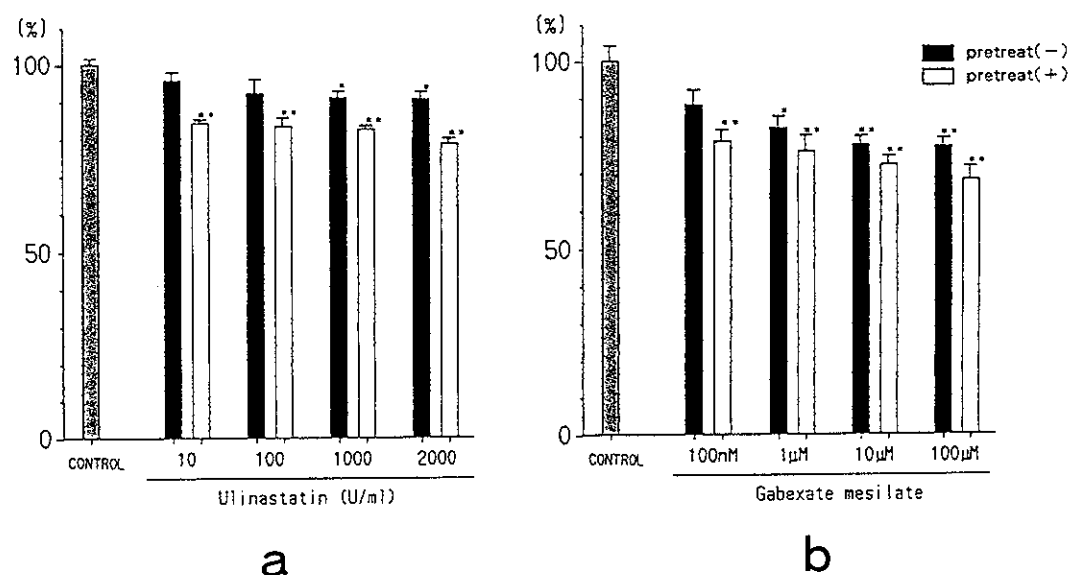 (%)
100
50
0
**
**
*
**
*
**
CONTROL
10
100
1000
2000
Ulinastatin (U/ml)
a
(%)
100
50
0
pretreat(−)
pretreat(+)
**
*
**
**
**
**
**
CONTROL
100nM
1μM
10μM
100μM
Gabexate mesilate
b